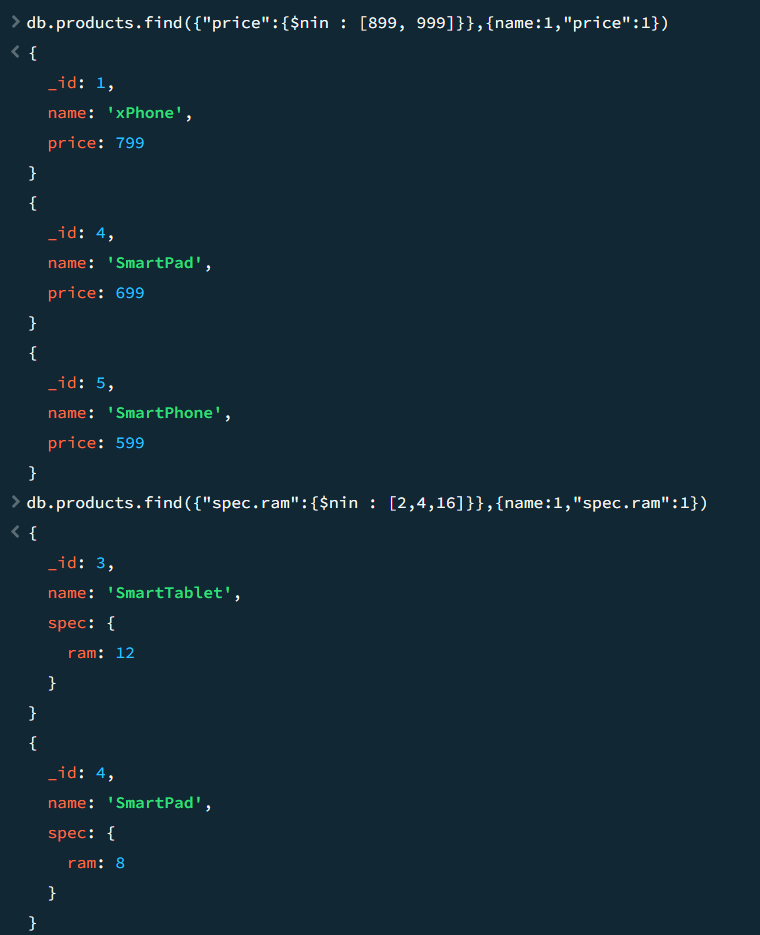 > db.products.find({"price":{$nin : [899, 999]}},{name:1,"price":1})
< {
_id: 1,
name: 'xPhone',
price: 799
}
{
_id: 4,
name: 'SmartPad',
price: 699
}
{
_id: 5,
name: 'SmartPhone',
price: 599
}
> db.products.find({"spec.ram":{$nin : [2,4,16]}},{name:1,"spec.ram":1})
< {
_id: 3,
name: 'SmartTablet',
spec: {
ram: 12
}
}
{
_id: 4,
name: 'SmartPad',
spec: {
ram: 8
}
}